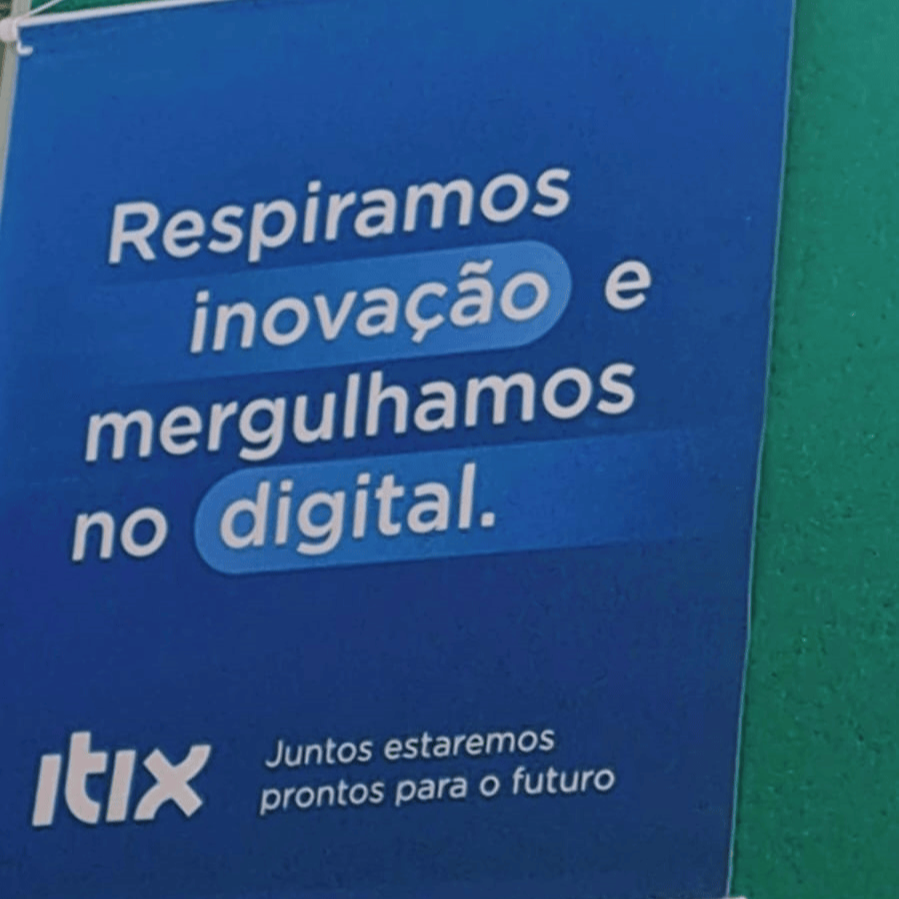 Respiramos
inovação e
mergulhamos
no digital.
itix
Juntos estaremos
prontos para o futuro